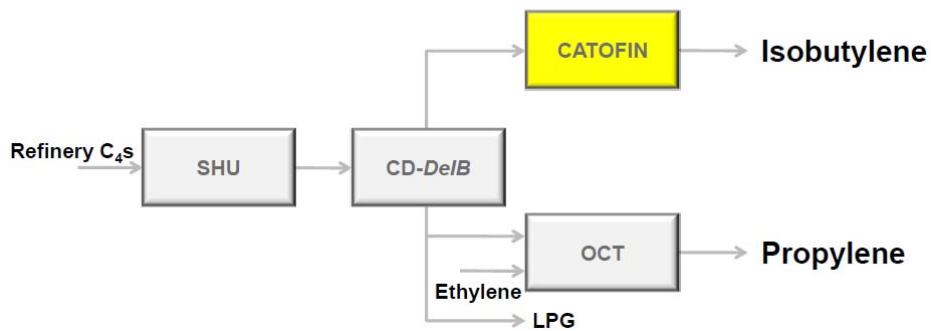 CATOFIN
Isobutylene
Refinery C₄s
SHU
CD-DeIB
OCT
Propylene
Ethylene
LPG